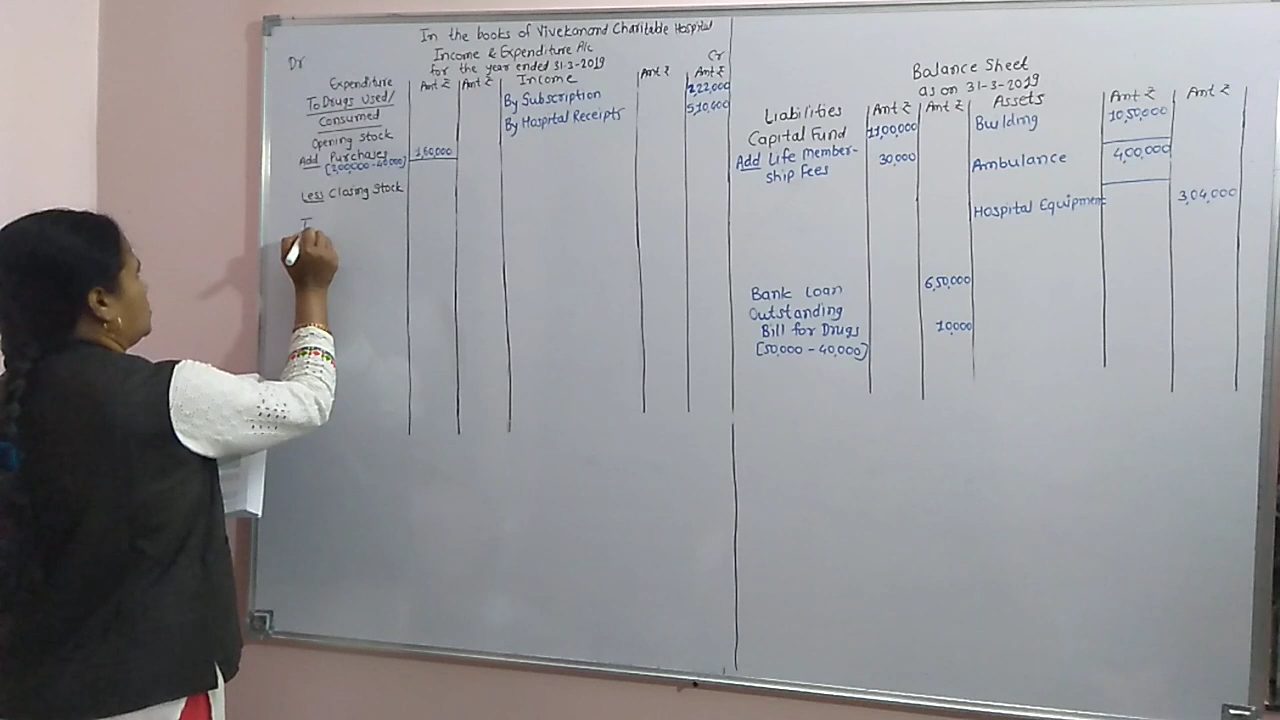 In the books of Vivekanand Charitable Hospital
Income & Expenditure A/c
for the year ended 31-3-2019
Dr
Cr
Expenditure Amt ₹ Amt ₹ Income Amt ₹ Amt ₹
To Drugs Used/
Consumed
Opening Stock
Add Purchases 1,60,000
[2,00,000-40,000]
Less Closing Stock
T
By Subscription 2,22,000
By Hospital Receipts 5,10,000
Balance Sheet
as on 31-3-2019
Liabilities Amt ₹ Amt ₹ Assets Amt ₹ Amt ₹
Capital Fund 11,00,000
Add Life Member- 30,000
ship Fees
Bank Loan 6,50,000
Outstanding
Bill for Drugs 10,000
[50,000 - 40,000]
Building 10,50,000
Ambulance 4,00,000
Hospital Equipment 3,04,000